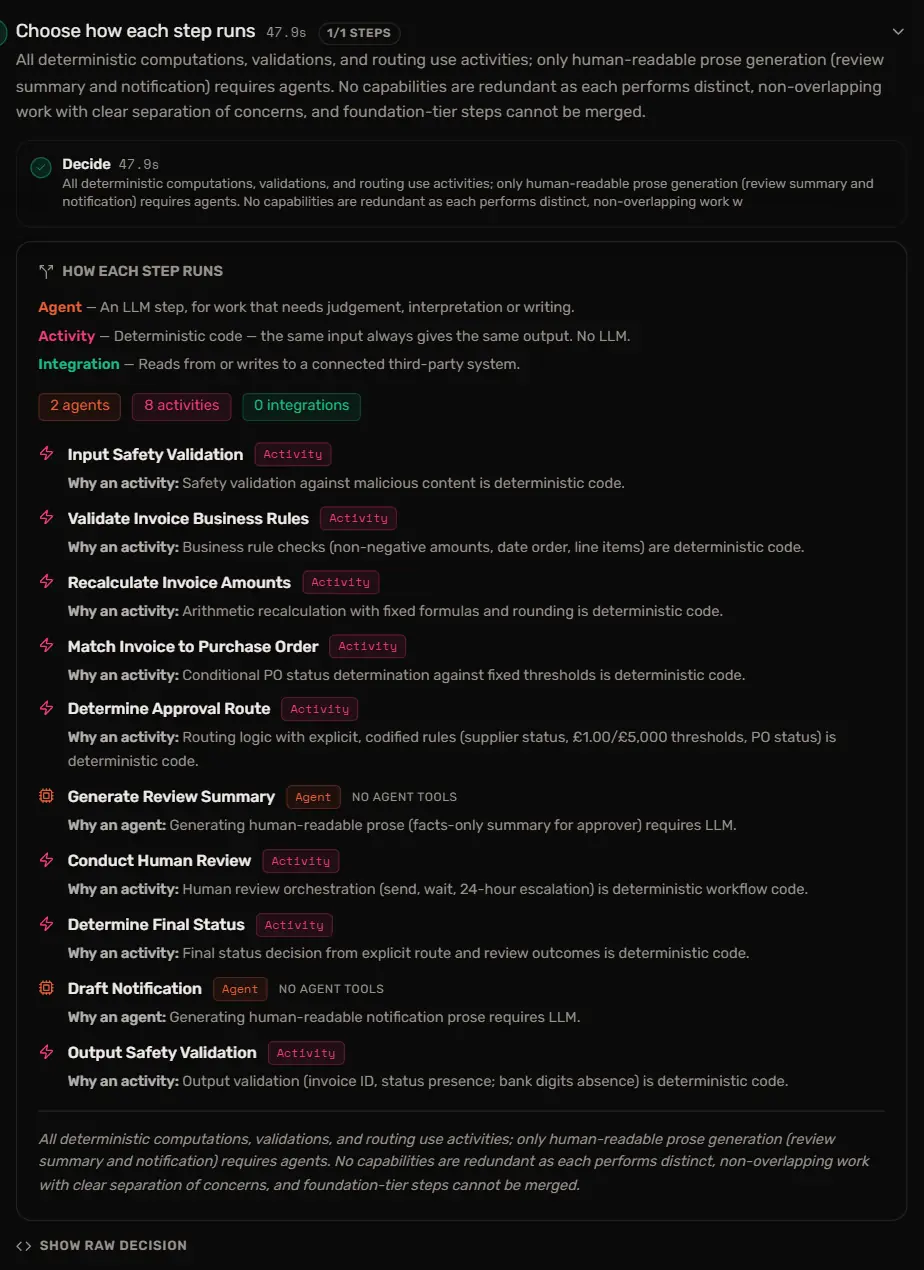 Choose how each step runs 47.9s 1/1 STEPS
All deterministic computations, validations, and routing use activities; only human-readable prose generation (review
summary and notification) requires agents. No capabilities are redundant as each performs distinct, non-overlapping
work with clear separation of concerns, and foundation-tier steps cannot be merged.
Decide 47.9s
All deterministic computations, validations, and routing use activities; only human-readable prose generation (review summary and
notification) requires agents. No capabilities are redundant as each performs distinct, non-overlapping work w
HOW EACH STEP RUNS
Agent — An LLM step, for work that needs judgement, interpretation or writing.
Activity — Deterministic code — the same input always gives the same output. No LLM.
Integration — Reads from or writes to a connected third-party system.
2 agents 8 activities 0 integrations
Input Safety Validation Activity
Why an activity: Safety validation against malicious content is deterministic code.
Validate Invoice Business Rules Activity
Why an activity: Business rule checks (non-negative amounts, date order, line items) are deterministic code.
Recalculate Invoice Amounts Activity
Why an activity: Arithmetic recalculation with fixed formulas and rounding is deterministic code.
Match Invoice to Purchase Order Activity
Why an activity: Conditional PO status determination against fixed thresholds is deterministic code.
Determine Approval Route Activity
Why an activity: Routing logic with explicit, codified rules (supplier status, £1.00/£5,000 thresholds, PO status) is
deterministic code.
Generate Review Summary Agent NO AGENT TOOLS
Why an agent: Generating human-readable prose (facts-only summary for approver) requires LLM.
Conduct Human Review Activity
Why an activity: Human review orchestration (send, wait, 24-hour escalation) is deterministic workflow code.
Determine Final Status Activity
Why an activity: Final status decision from explicit route and review outcomes is deterministic code.
Draft Notification Agent NO AGENT TOOLS
Why an agent: Generating human-readable notification prose requires LLM.
Output Safety Validation Activity
Why an activity: Output validation (invoice ID, status presence; bank digits absence) is deterministic code.
All deterministic computations, validations, and routing use activities; only human-readable prose generation (review
summary and notification) requires agents. No capabilities are redundant as each performs distinct, non-overlapping work
with clear separation of concerns, and foundation-tier steps cannot be merged.
SHOW RAW DECISION